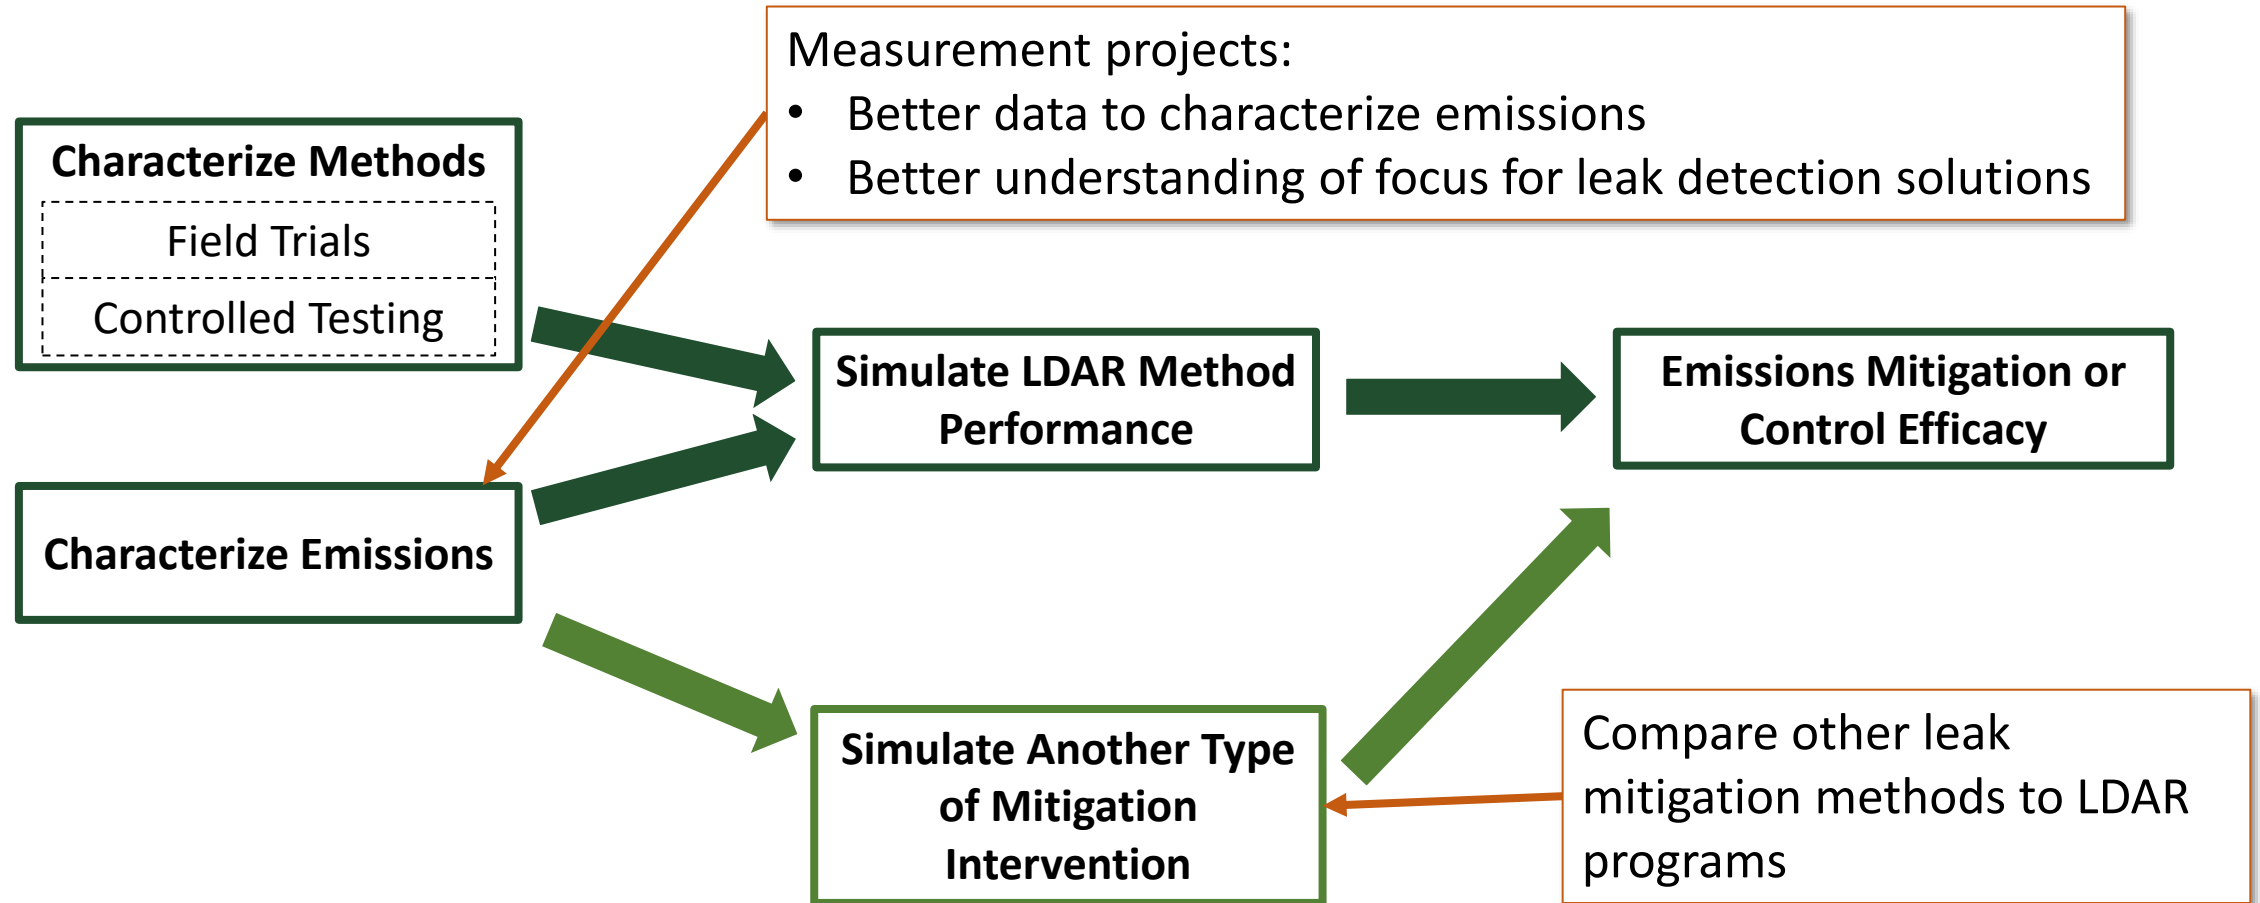 Measurement projects:
• Better data to characterize emissions
• Better understanding of focus for leak detection solutions
Characterize Methods
Field Trials
Controlled Testing
Simulate LDAR Method
Performance
Emissions Mitigation or
Control Efficacy
Characterize Emissions
Simulate Another Type
of Mitigation
Intervention
Compare other leak
mitigation methods to LDAR
programs